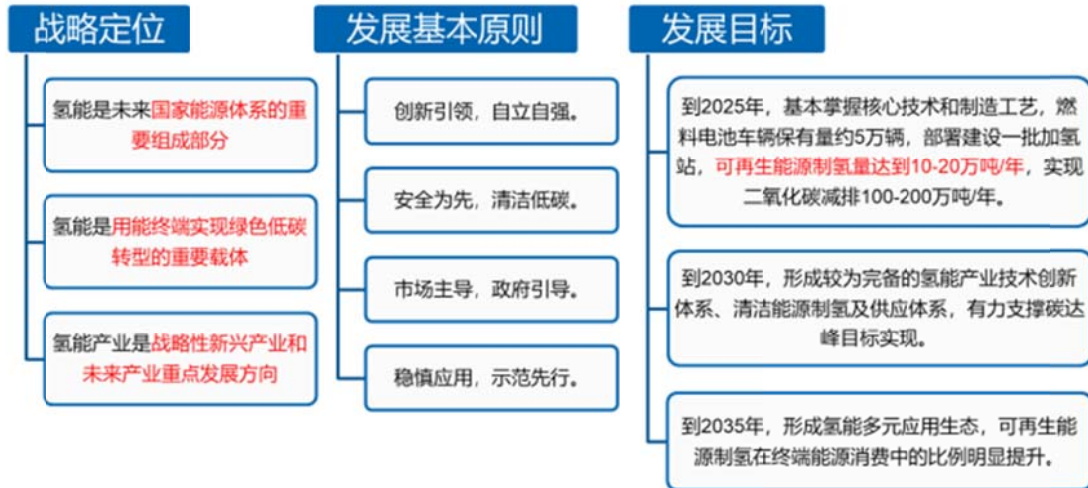 战略定位
氢能是未来国家能源体系的重
要组成部分
氢能是用能终端实现绿色低碳
转型的重要载体
氢能产业是战略性新兴产业和
未来产业重点发展方向
发展基本原则
创新引领，自立自强。
安全为先，清洁低碳。
市场主导，政府引导。
稳慎应用，示范先行。
发展目标
到2025年，基本掌握核心技术和制造工艺，燃
料电池车辆保有量约5万辆，部署建设一批加氢
站，可再生能源制氢量达到10-20万吨/年，实现
二氧化碳减排100-200万吨/年。
到2030年，形成较为完备的氢能产业技术创新
体系、清洁能源制氢及供应体系，有力支撑碳达
峰目标实现。
到2035年，形成氢能多元应用生态，可再生能
源制氢在终端能源消费中的比例明显提升。